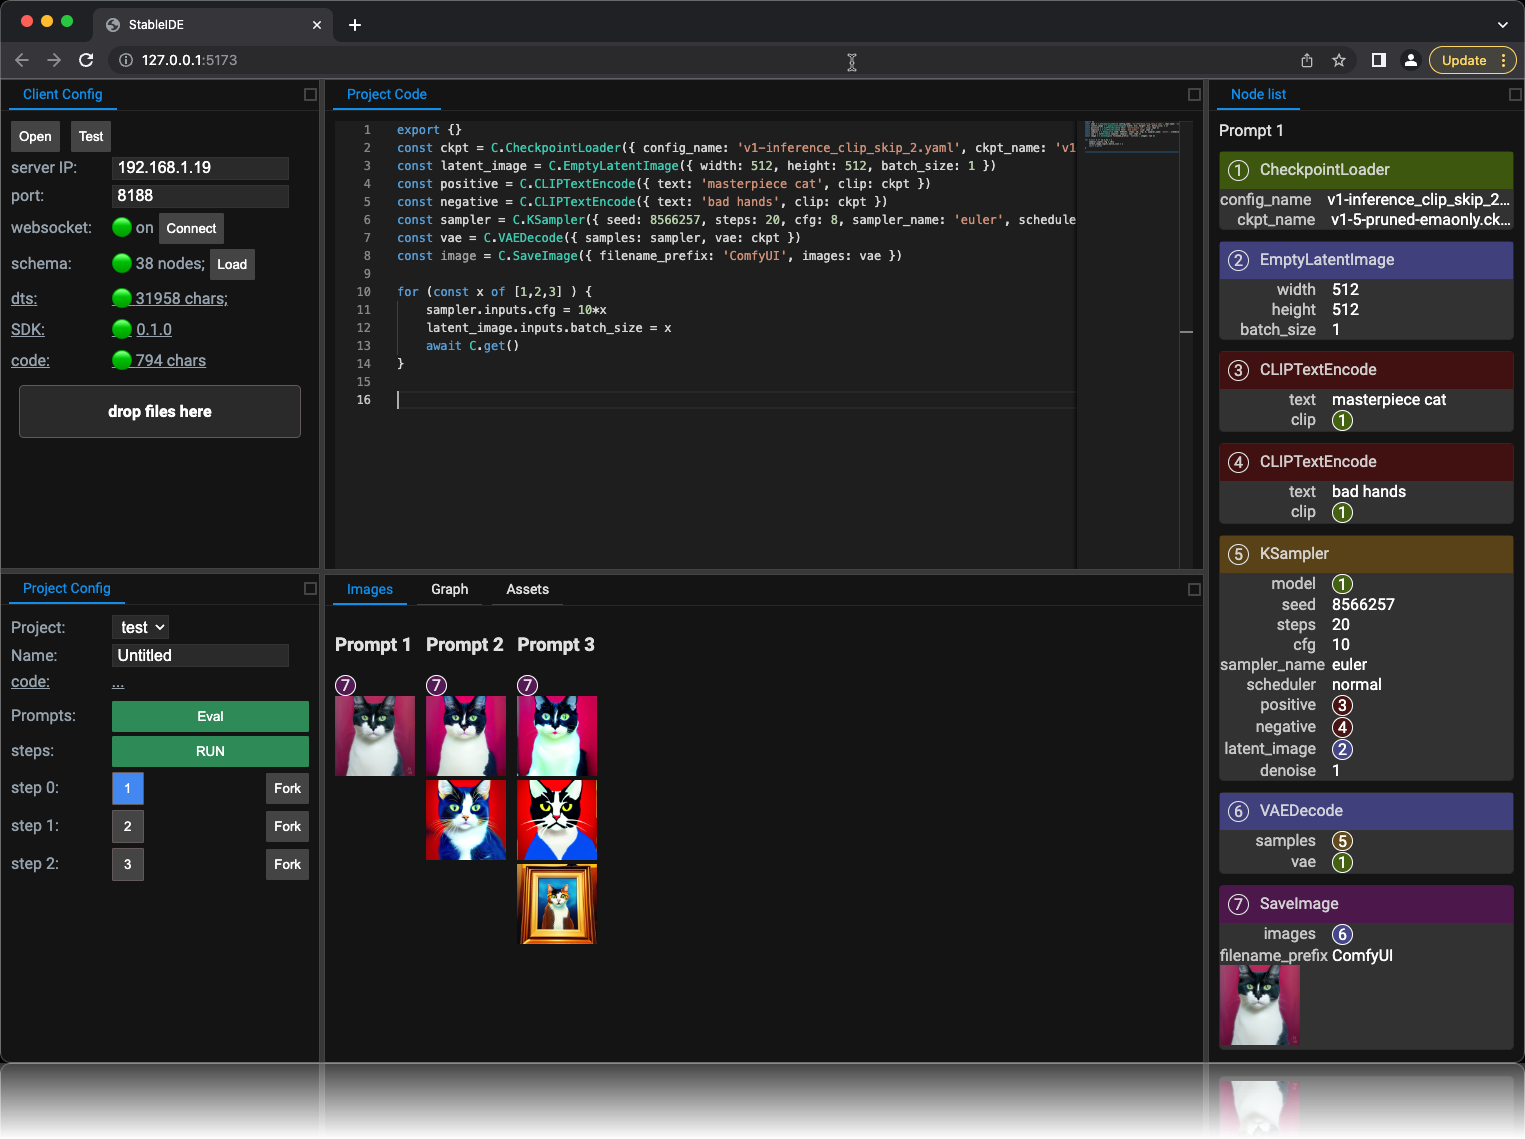 StableIDE
127.0.0.1:5173
Update
Client Config
Open Test
server IP: 192.168.1.19
port: 8188
websocket: on Connect
schema: 38 nodes; Load
dts: 31958 chars;
SDK: 0.1.0
code: 794 chars
drop files here
Project Code
1 export {}
2 const ckpt = C.CheckpointLoader({ config_name: 'v1-inference_clip_skip_2.yaml', ckpt_name: 'v1
3 const latent_image = C.EmptyLatentImage({ width: 512, height: 512, batch_size: 1 })
4 const positive = C.CLIPTextEncode({ text: 'masterpiece cat', clip: ckpt })
5 const negative = C.CLIPTextEncode({ text: 'bad hands', clip: ckpt })
6 const sampler = C.KSampler({ seed: 8566257, steps: 20, cfg: 8, sampler_name: 'euler', schedule
7 const vae = C.VAEDecode({ samples: sampler, vae: ckpt })
8 const image = C.SaveImage({ filename_prefix: 'ComfyUI', images: vae })
9
10 for (const x of [1,2,3] ) {
11 sampler.inputs.cfg = 10*x
12 latent_image.inputs.batch_size = x
13 await C.get()
14 }
15
16
Project Config
Project: test
Name: Untitled
code: ...
Prompts: Eval
steps: RUN
step 0: 1 Fork
step 1: 2 Fork
step 2: 3 Fork
Images Graph Assets
Prompt 1 Prompt 2 Prompt 3
7 7 7
Node list
Prompt 1
1 CheckpointLoader
config_name v1-inference_clip_skip_2...
ckpt_name v1-5-pruned-emaonly.ck...
2 EmptyLatentImage
width 512
height 512
batch_size 1
3 CLIPTextEncode
text masterpiece cat
clip 1
4 CLIPTextEncode
text bad hands
clip 1
5 KSampler
model 1
seed 8566257
steps 20
cfg 10
sampler_name euler
scheduler normal
positive 3
negative 4
latent_image 2
denoise 1
6 VAEDecode
samples 5
vae 1
7 SaveImage
images 6
filename_prefix ComfyUI